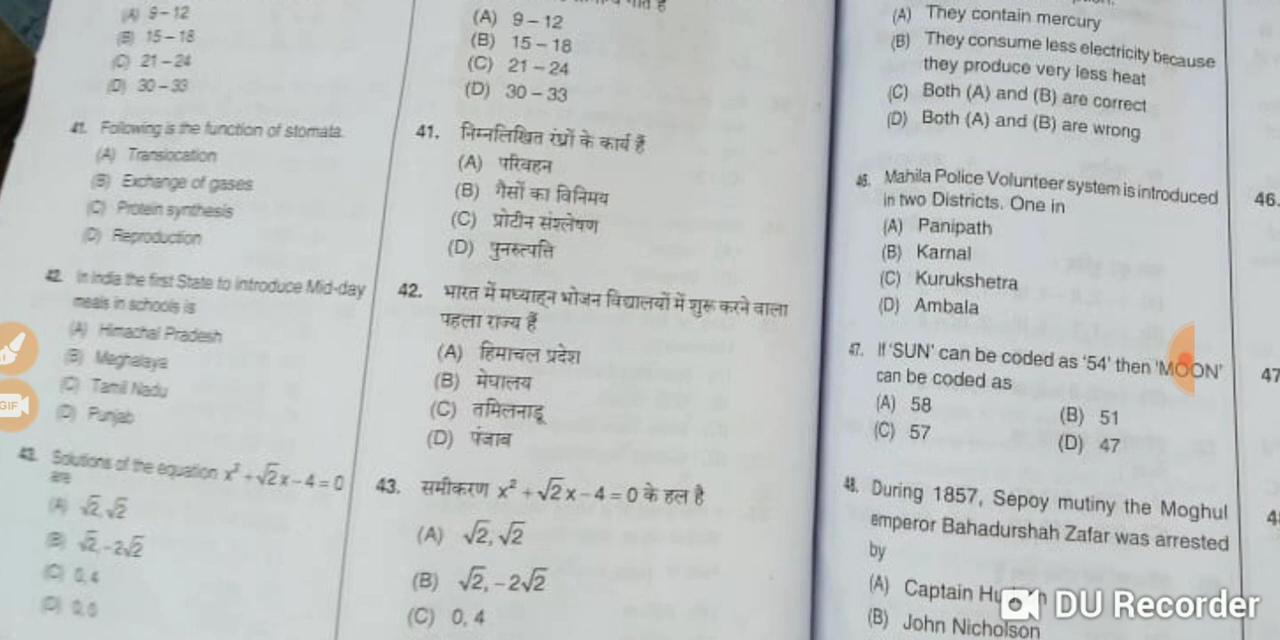 (A) 9 – 12
(B) 15 – 18
(C) 21 – 24
(D) 30 – 33
41. Following is the function of stomata.
(A) Translocation
(B) Exchange of gases
(C) Protein synthesis
(D) Reproduction
42. In India the first State to introduce Mid-day
meals in schools is
(A) Himachal Pradesh
(B) Meghalaya
(C) Tamil Nadu
(D) Punjab
43. Solutions of the equation x² + √2x – 4 = 0
are
(A) √2, √2
(B) √2, – 2√2
(C) 0, 4
(D) 0, 0
(A) 9 – 12
(B) 15 – 18
(C) 21 – 24
(D) 30 – 33
41. निम्नलिखित रंध्रों के कार्य हैं
(A) परिवहन
(B) गैसों का विनिमय
(C) प्रोटीन संश्लेषण
(D) पुनरुत्पत्ति
42. भारत में मध्याह्न भोजन विद्यालयों में शुरू करने वाला
पहला राज्य हैं
(A) हिमाचल प्रदेश
(B) मेघालय
(C) तमिलनाडू
(D) पंजाब
43. समीकरण x² + √2x – 4 = 0 के हल है
(A) √2, √2
(B) √2, – 2√2
(C) 0, 4
(A) They contain mercury
(B) They consume less electricity because
they produce very less heat
(C) Both (A) and (B) are correct
(D) Both (A) and (B) are wrong
46. Mahila Police Volunteer system is introduced
in two Districts. One in
(A) Panipath
(B) Karnal
(C) Kurukshetra
(D) Ambala
47. If ‘SUN’ can be coded as ‘54’ then ‘MOON’
can be coded as
(A) 58
(B) 51
(C) 57
(D) 47
48. During 1857, Sepoy mutiny the Moghul
emperor Bahadurshah Zafar was arrested
by
(A) Captain
(B) John Nicholson
46.
47
GIF
DU Recorder